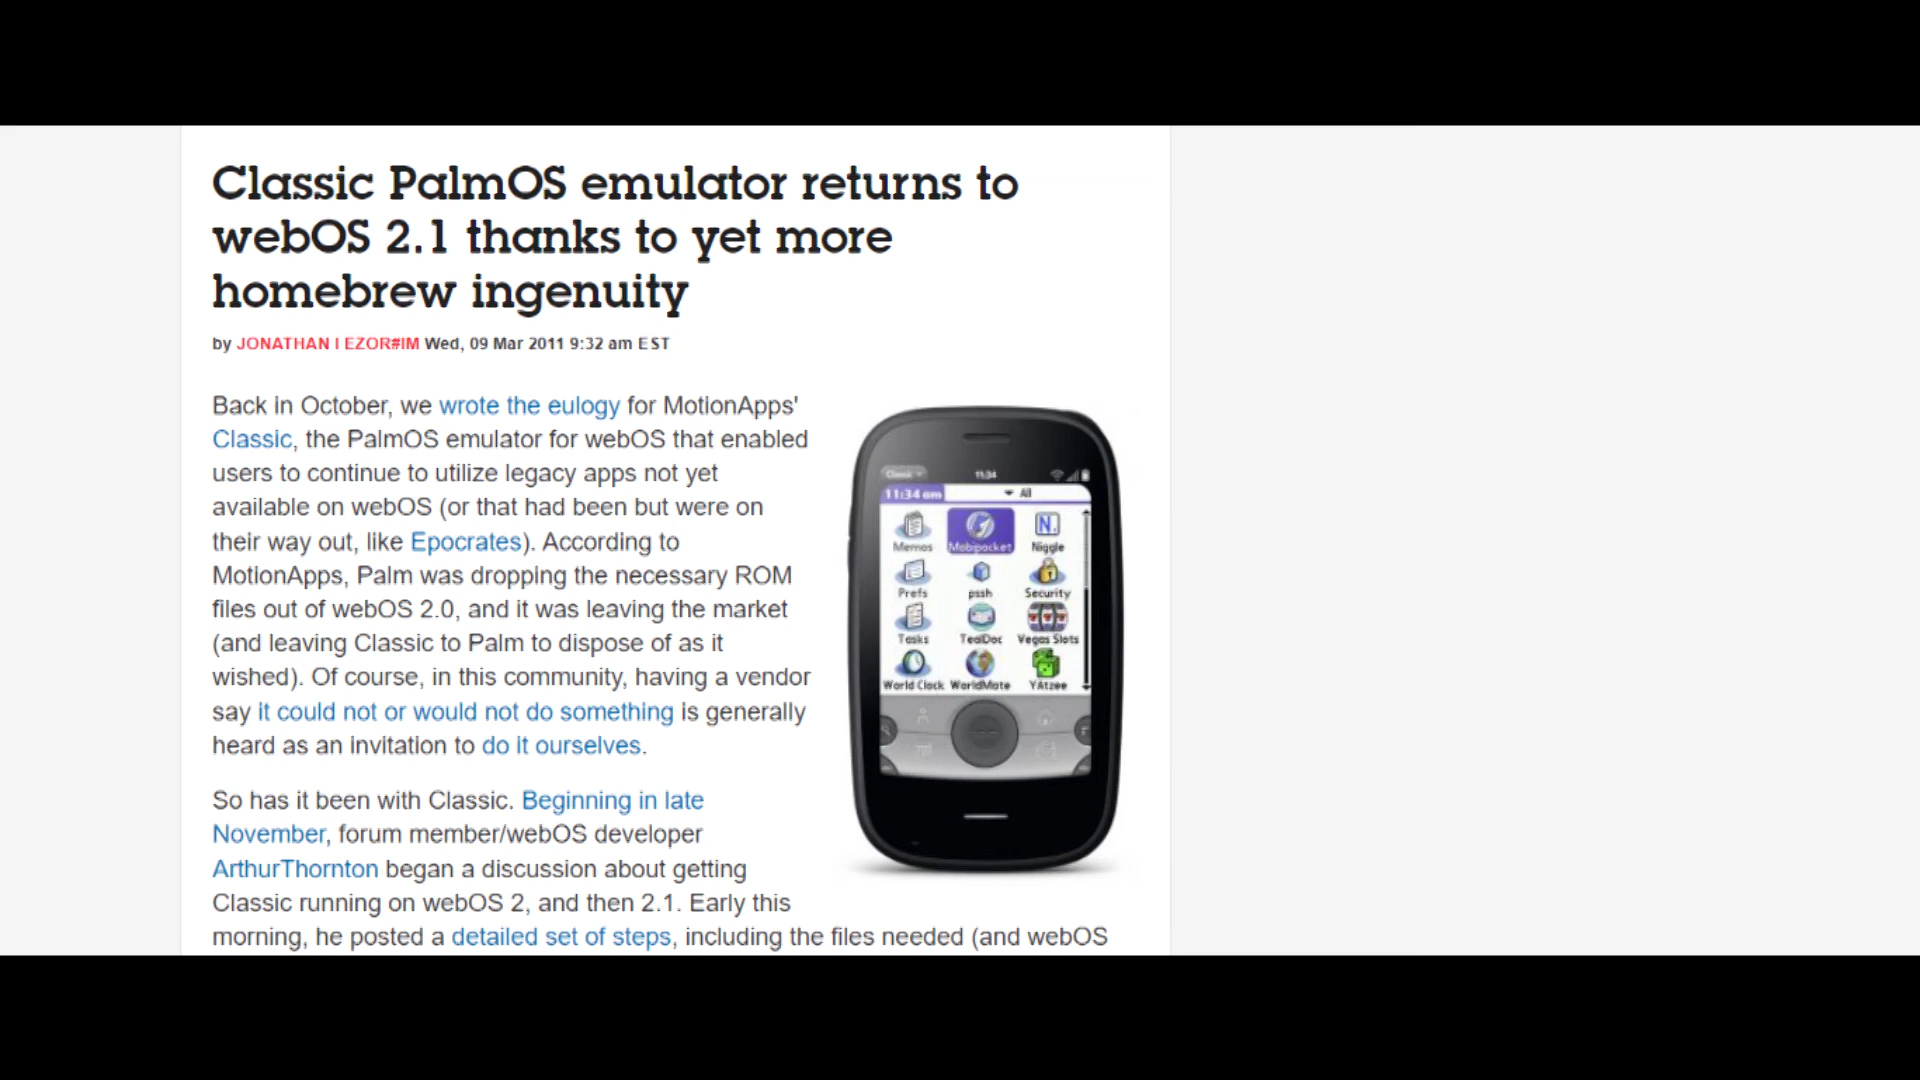 Classic PalmOS emulator returns to
webOS 2.1 thanks to yet more
homebrew ingenuity
by JONATHAN I EZOR#IM Wed, 09 Mar 2011 9:32 am EST
Back in October, we wrote the eulogy for MotionApps'
Classic, the PalmOS emulator for webOS that enabled
users to continue to utilize legacy apps not yet
available on webOS (or that had been but were on
their way out, like Epocrates). According to
MotionApps, Palm was dropping the necessary ROM
files out of webOS 2.0, and it was leaving the market
(and leaving Classic to Palm to dispose of as it
wished). Of course, in this community, having a vendor
say it could not or would not do something is generally
heard as an invitation to do it ourselves.
So has it been with Classic. Beginning in late
November, forum member/webOS developer
ArthurThornton began a discussion about getting
Classic running on webOS 2, and then 2.1. Early this
morning, he posted a detailed set of steps, including the files needed (and webOS
Classic 11:34
11:34 am All
Memos Mobipocket Niggle
Prefs pssh Security
Tasks TealDoc Vegas Slots
World Clock WorldMate YAtzee